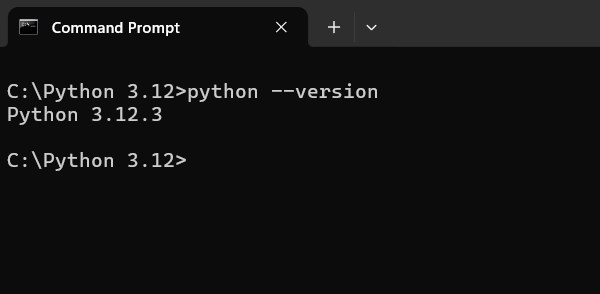 Command Prompt
C:\Python 3.12>python --version
Python 3.12.3
C:\Python 3.12>